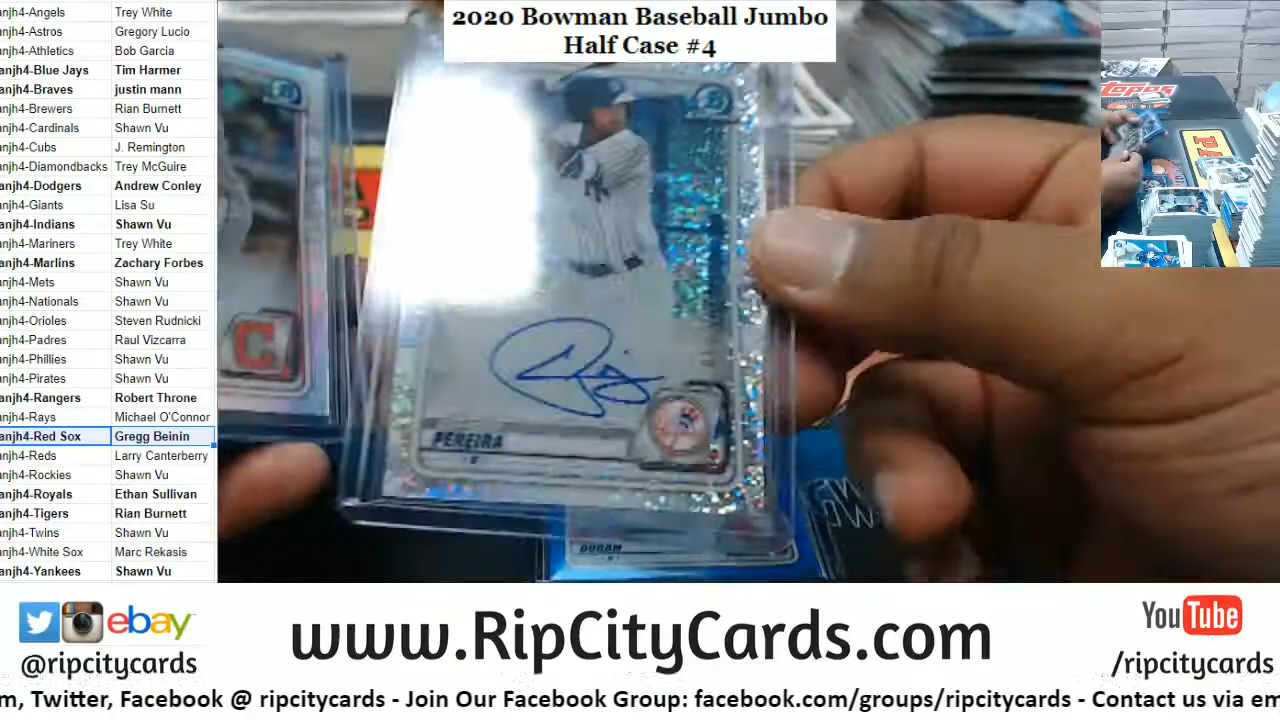 2020 Bowman Baseball Jumbo
Half Case #4
anjh4-Angels Trey White
anjh4-Astros Gregory Lucio
anjh4-Athletics Bob Garcia
anjh4-Blue Jays Tim Harmer
anjh4-Braves justin mann
anjh4-Brewers Rian Burnett
anjh4-Cardinals Shawn Vu
anjh4-Cubs J. Remington
anjh4-Diamondbacks Trey McGuire
anjh4-Dodgers Andrew Conley
anjh4-Giants Lisa Su
anjh4-Indians Shawn Vu
anjh4-Mariners Trey White
anjh4-Marlins Zachary Forbes
anjh4-Mets Shawn Vu
anjh4-Nationals Shawn Vu
anjh4-Orioles Steven Rudnicki
anjh4-Padres Raul Vizcarra
anjh4-Phillies Shawn Vu
anjh4-Pirates Shawn Vu
anjh4-Rangers Robert Throne
anjh4-Rays Michael O'Connor
anjh4-Red Sox Gregg Beinin
anjh4-Reds Larry Canterberry
anjh4-Rockies Shawn Vu
anjh4-Royals Ethan Sullivan
anjh4-Tigers Rian Burnett
anjh4-Twins Shawn Vu
anjh4-White Sox Marc Rekasis
anjh4-Yankees Shawn Vu
C
NY
PEREIRA
DURAN
topps
ebay
@ripcitycards
www.RipCityCards.com
YouTube
/ripcitycards
m, Twitter, Facebook @ ripcitycards - Join Our Facebook Group: facebook.com/groups/ripcitycards - Contact us via em